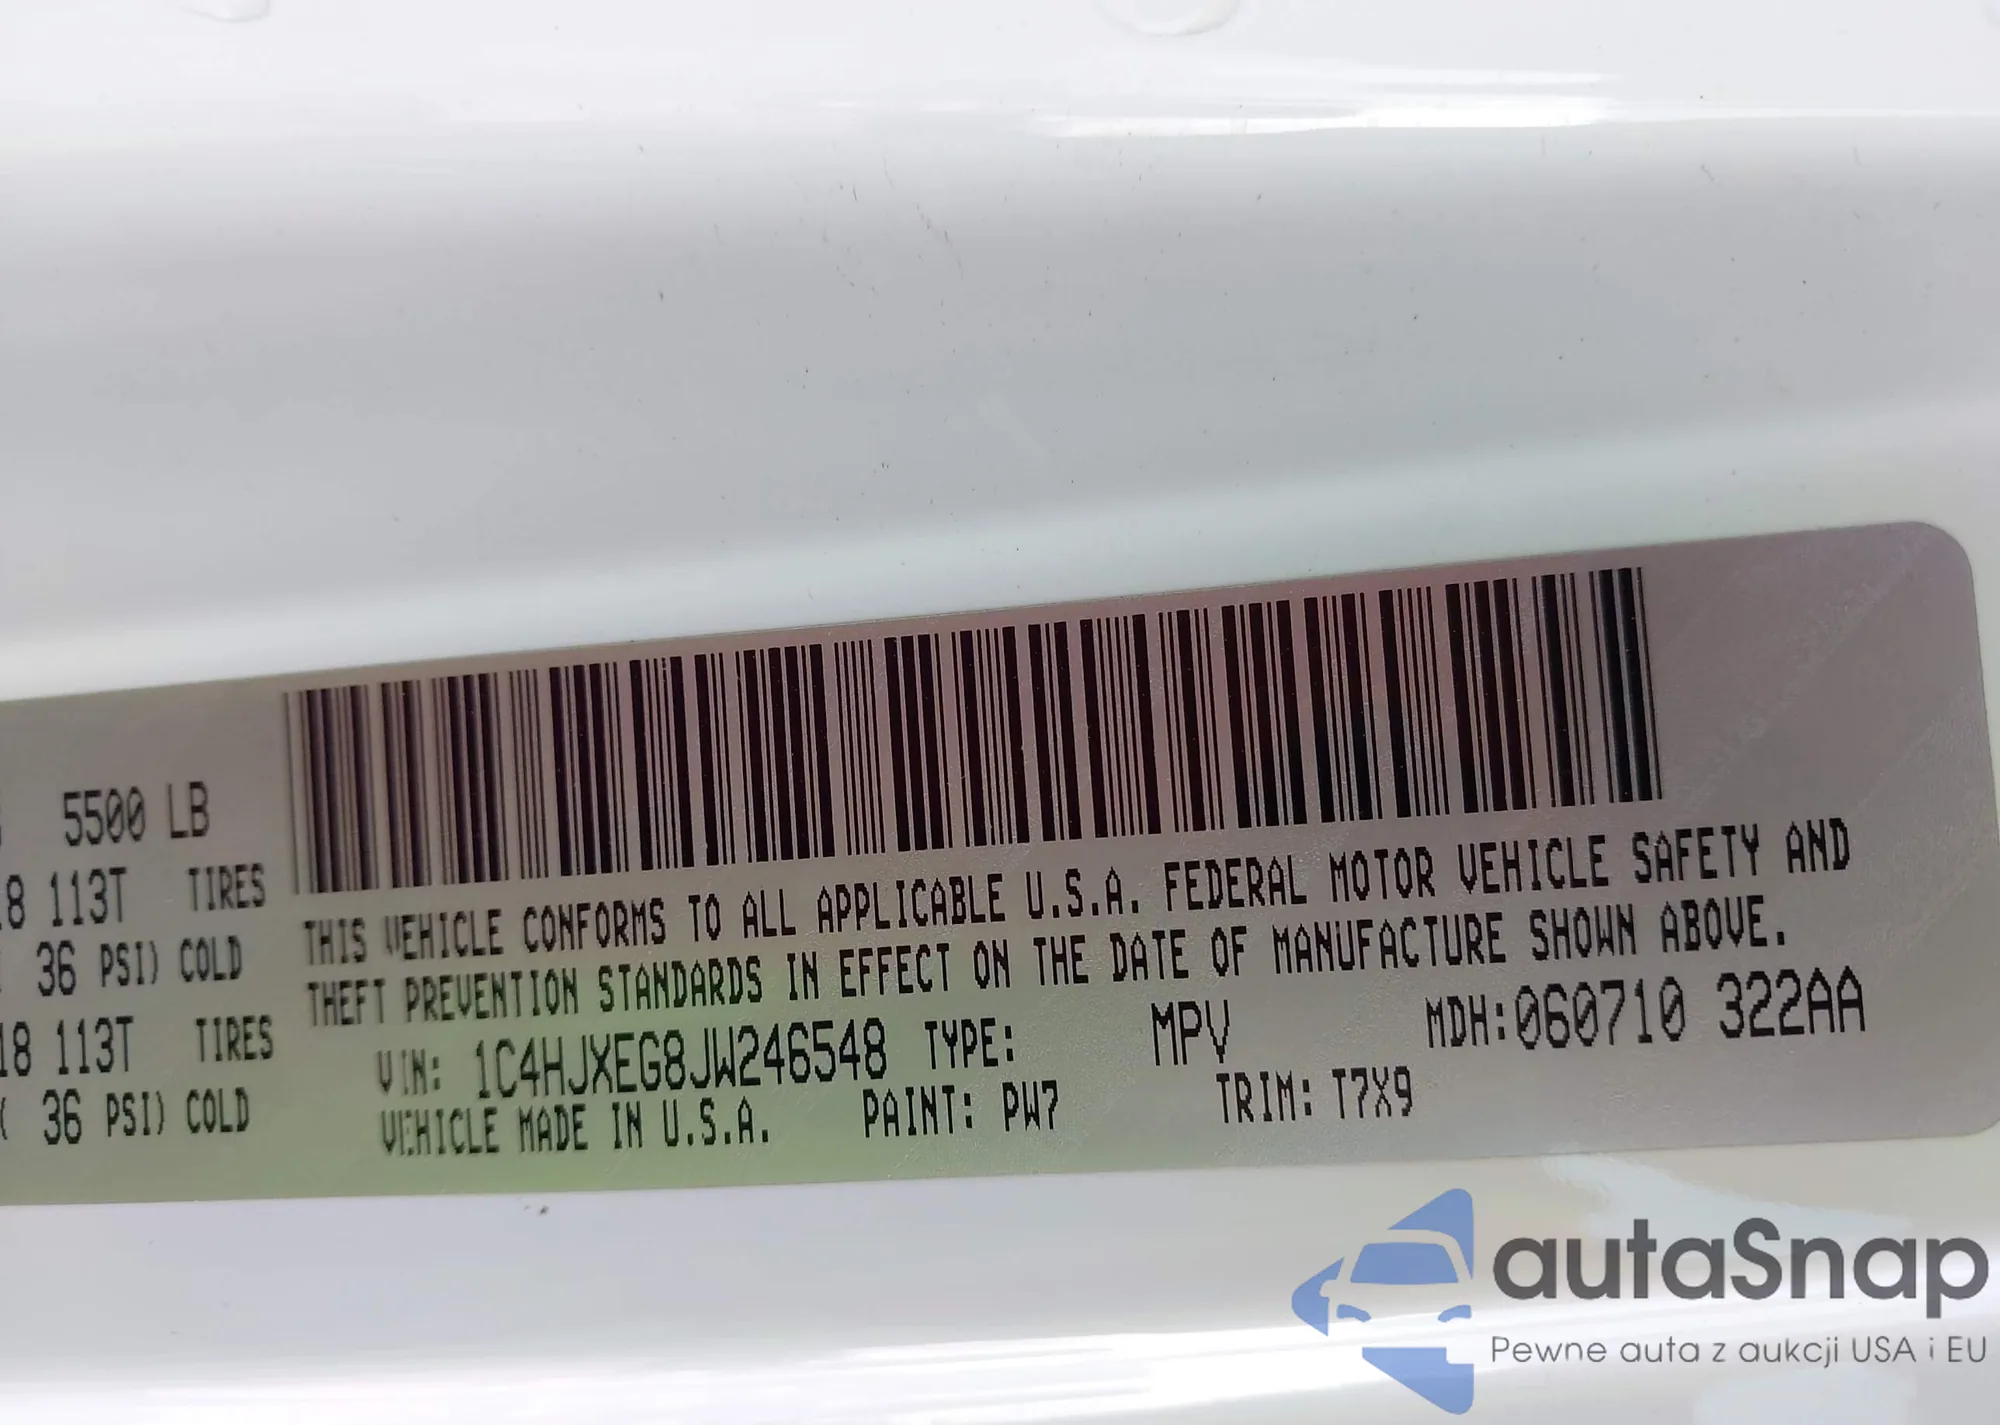 5500 LB
18 113T TIRES
36 PSI) COLD
18 113T TIRES
( 36 PSI) COLD
THIS VEHICLE CONFORMS TO ALL APPLICABLE U.S.A. FEDERAL MOTOR VEHICLE SAFETY AND
THEFT PREVENTION STANDARDS IN EFFECT ON THE DATE OF MANUFACTURE SHOWN ABOVE.
VIN: 1C4HJXEG8JW246548 TYPE: MPV MDH:060710 322AA
VEHICLE MADE IN U.S.A. PAINT: PW7 TRIM: T7X9
autaSnap
Pewne auta z aukcji USA i EU